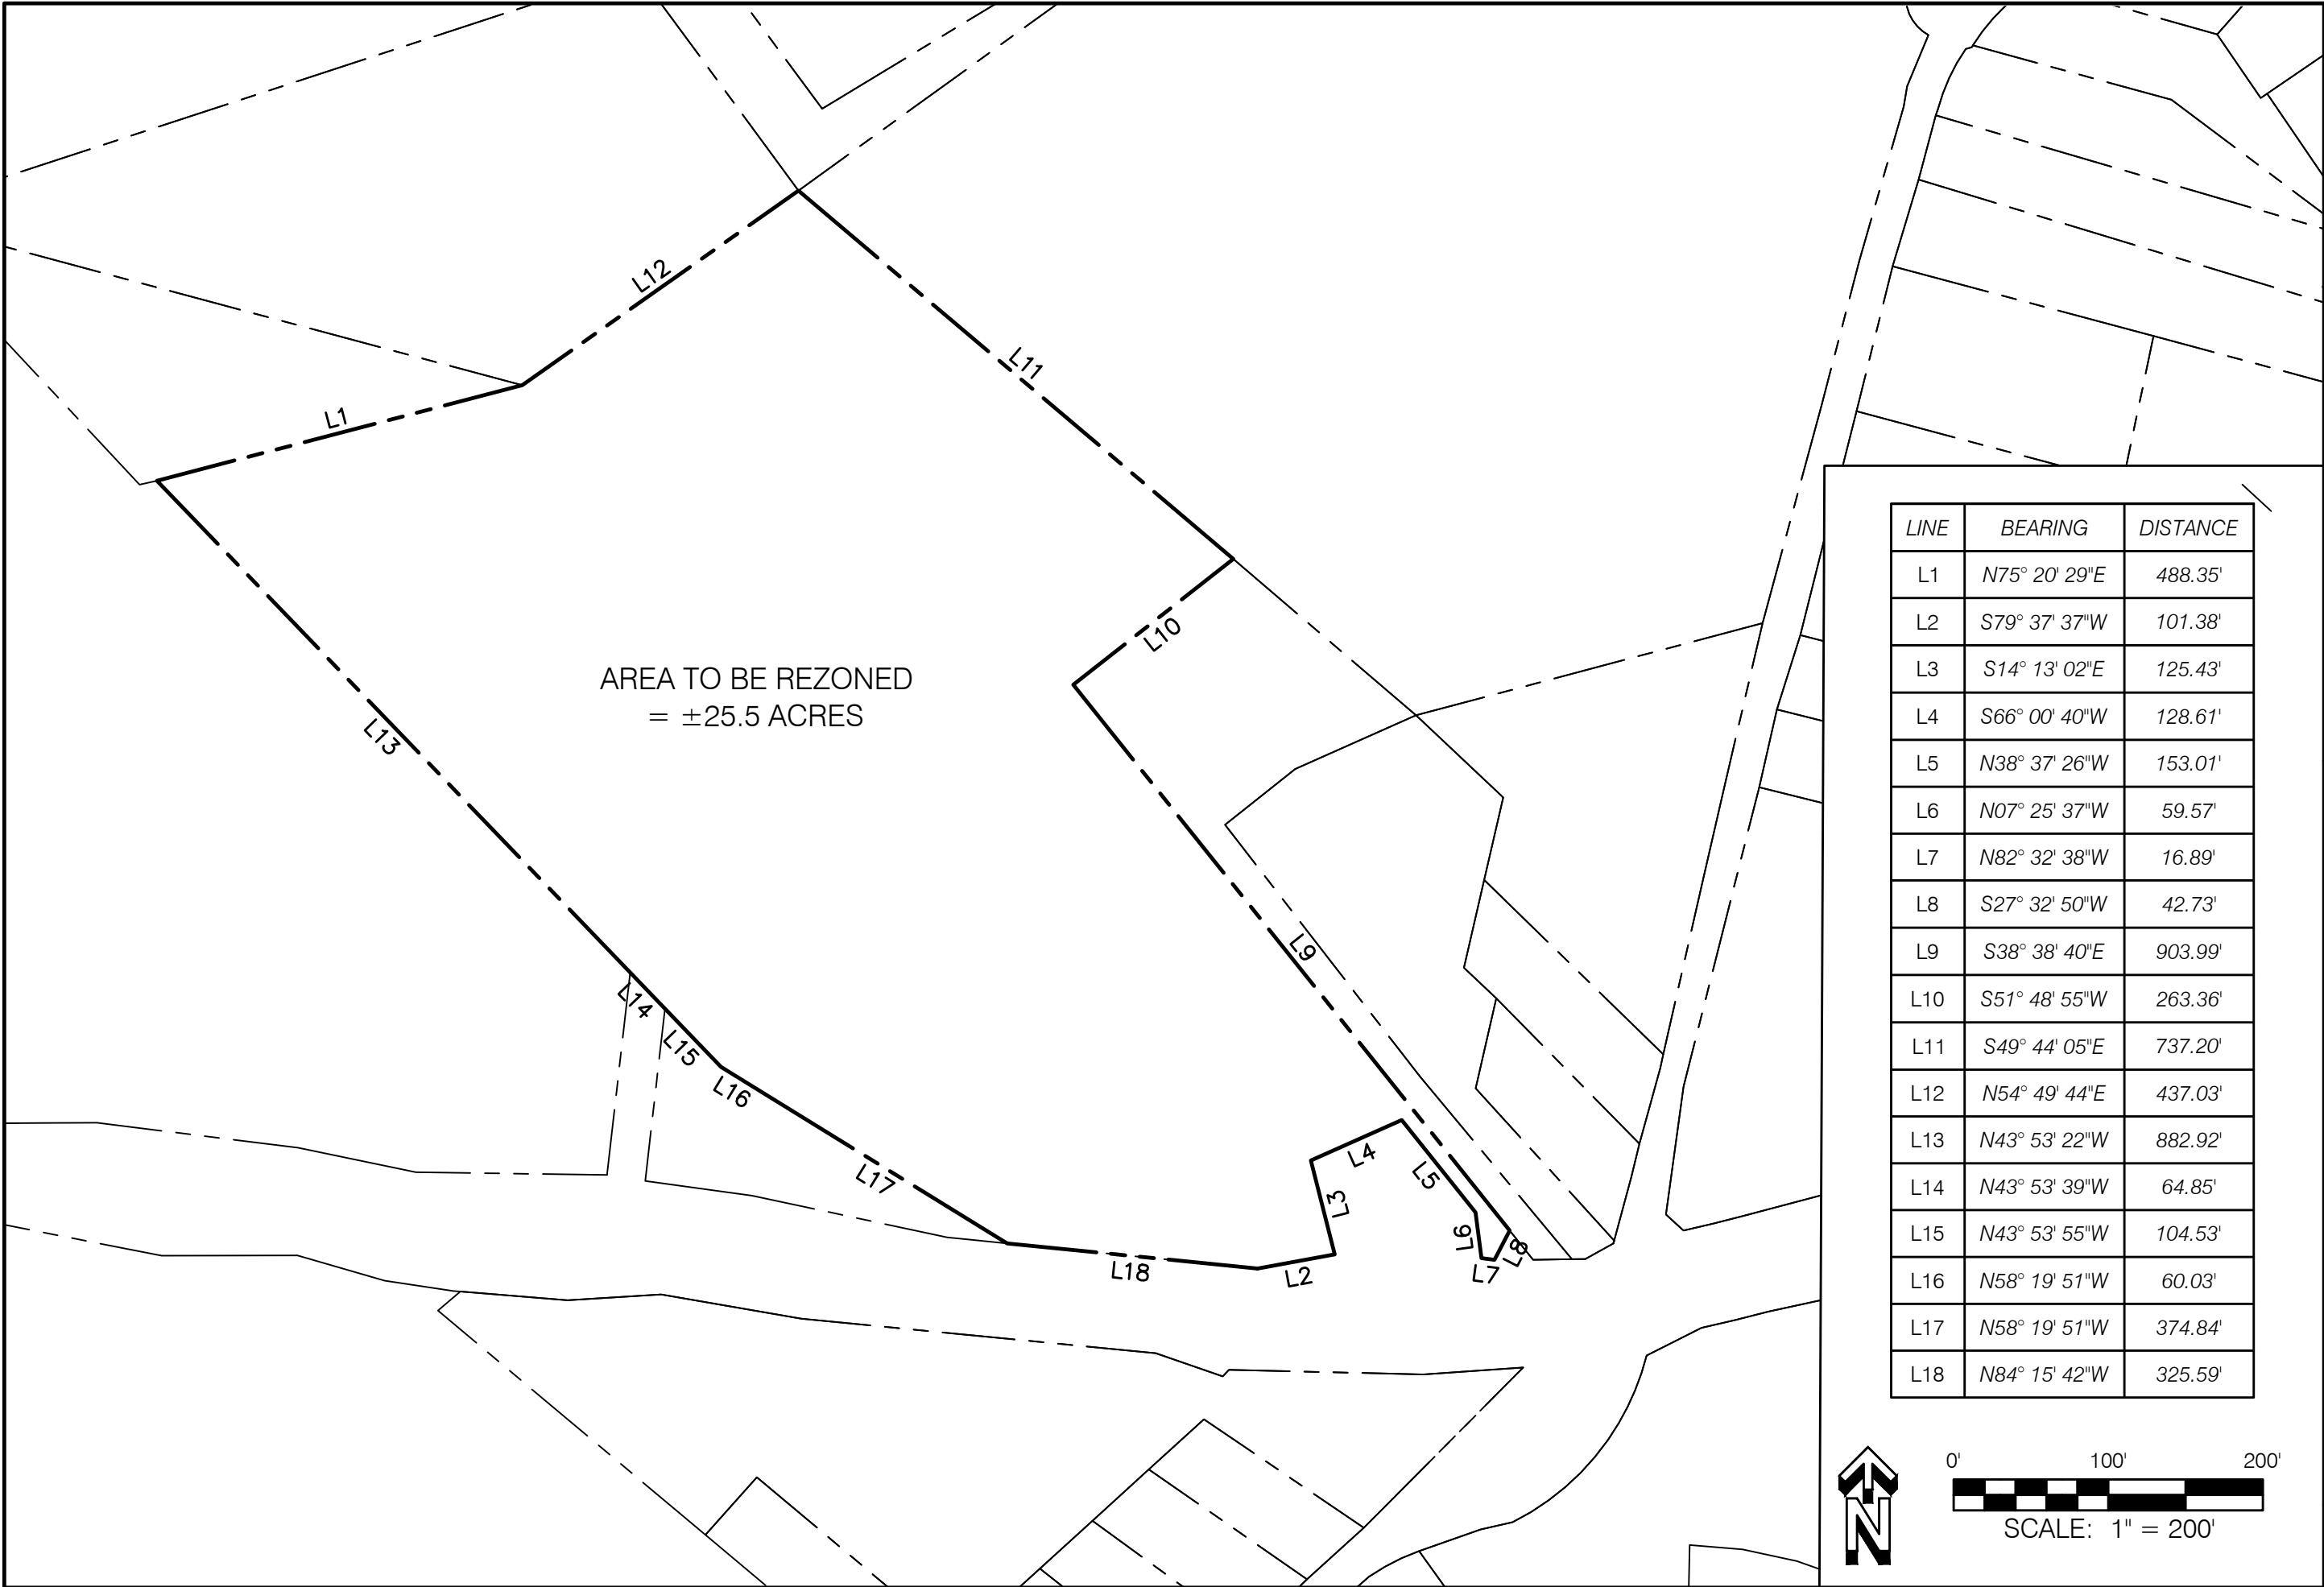 L12
L11
L1
L10
AREA TO BE REZONED
= ±25.5 ACRES
L13
L9
L14
L15
L16
L4
L17
L5
L3
L6
L8
L18
L2
L7
LINE BEARING DISTANCE
L1 N75° 20' 29"E 488.35'
L2 S79° 37' 37"W 101.38'
L3 S14° 13' 02"E 125.43'
L4 S66° 00' 40"W 128.61'
L5 N38° 37' 26"W 153.01'
L6 N07° 25' 37"W 59.57'
L7 N82° 32' 38"W 16.89'
L8 S27° 32' 50"W 42.73'
L9 S38° 38' 40"E 903.99'
L10 S51° 48' 55"W 263.36'
L11 S49° 44' 05"E 737.20'
L12 N54° 49' 44"E 437.03'
L13 N43° 53' 22"W 882.92'
L14 N43° 53' 39"W 64.85'
L15 N43° 53' 55"W 104.53'
L16 N58° 19' 51"W 60.03'
L17 N58° 19' 51"W 374.84'
L18 N84° 15' 42"W 325.59'
0' 100' 200'
N
SCALE: 1" = 200'